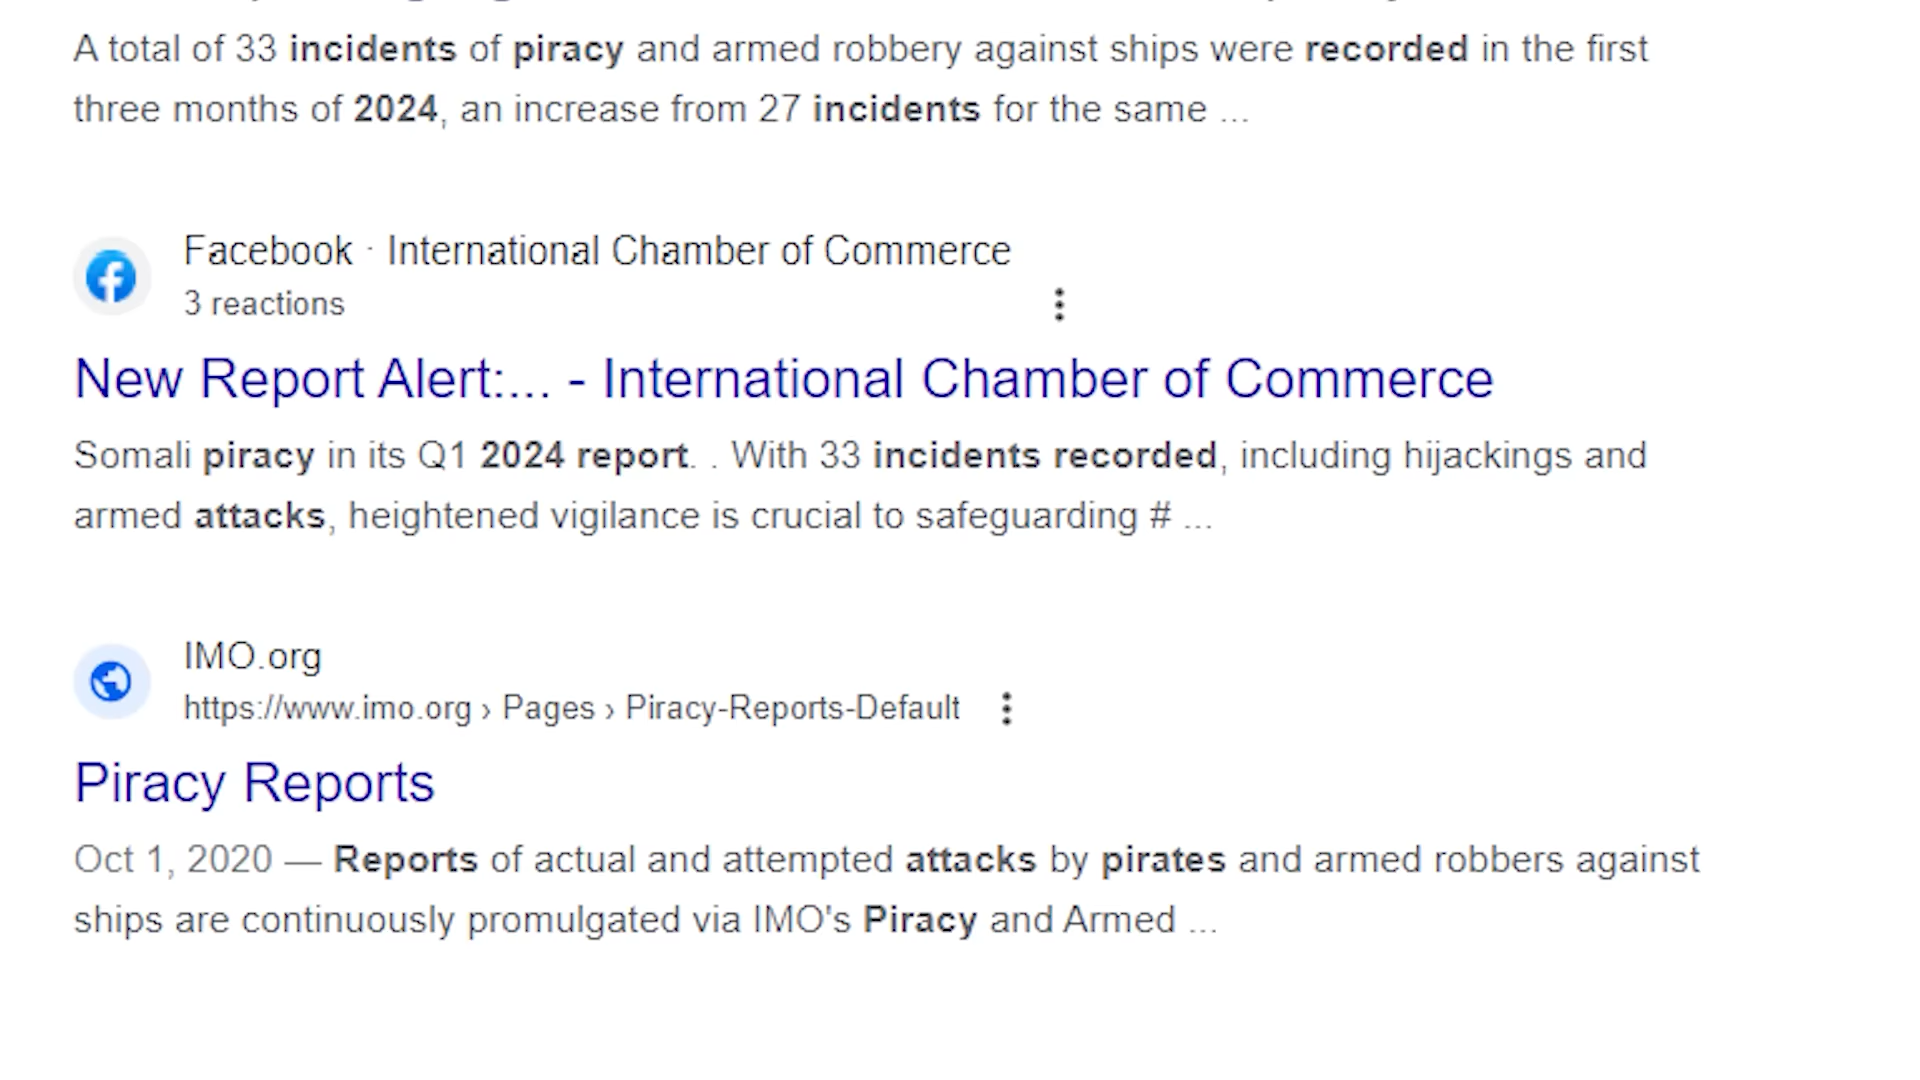 A total of 33 incidents of piracy and armed robbery against ships were recorded in the first
three months of 2024, an increase from 27 incidents for the same ...
Facebook · International Chamber of Commerce
3 reactions
New Report Alert:... - International Chamber of Commerce
Somali piracy in its Q1 2024 report. . With 33 incidents recorded, including hijackings and
armed attacks, heightened vigilance is crucial to safeguarding # ...
IMO.org
https://www.imo.org › Pages › Piracy-Reports-Default
Piracy Reports
Oct 1, 2020 — Reports of actual and attempted attacks by pirates and armed robbers against
ships are continuously promulgated via IMO's Piracy and Armed ...